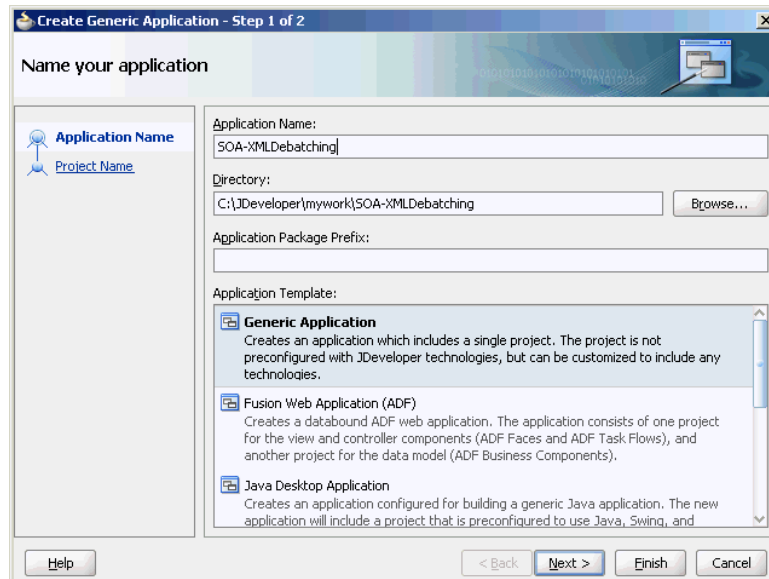 Create Generic Application - Step 1 of 2
Name your application
Application Name
Project Name
Application Name:
SOA-XMLDebatching
Directory:
C:\JDeveloper\mywork\SOA-XMLDebatching
Browse...
Application Package Prefix:
Application Template:
Generic Application
Creates an application which includes a single project. The project is not
preconfigured with JDeveloper technologies, but can be customized to include any
technologies.
Fusion Web Application (ADF)
Creates a databound ADF web application. The application consists of one project
for the view and controller components (ADF Faces and ADF Task Flows), and
another project for the data model (ADF Business Components).
Java Desktop Application
Creates an application configured for building a generic Java application. The new
application will include a project that is preconfigured to use Java, Swing, and
Help
< Back
Next >
Finish
Cancel